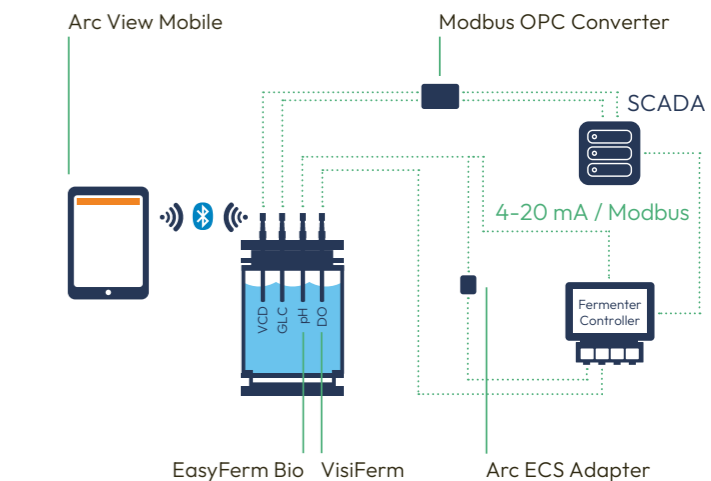 Arc View Mobile
Modbus OPC Converter
SCADA
4-20 mA / Modbus
VCD
GLC
pH
DO
Fermenter
Controller
EasyFerm Bio
VisiFerm
Arc ECS Adapter